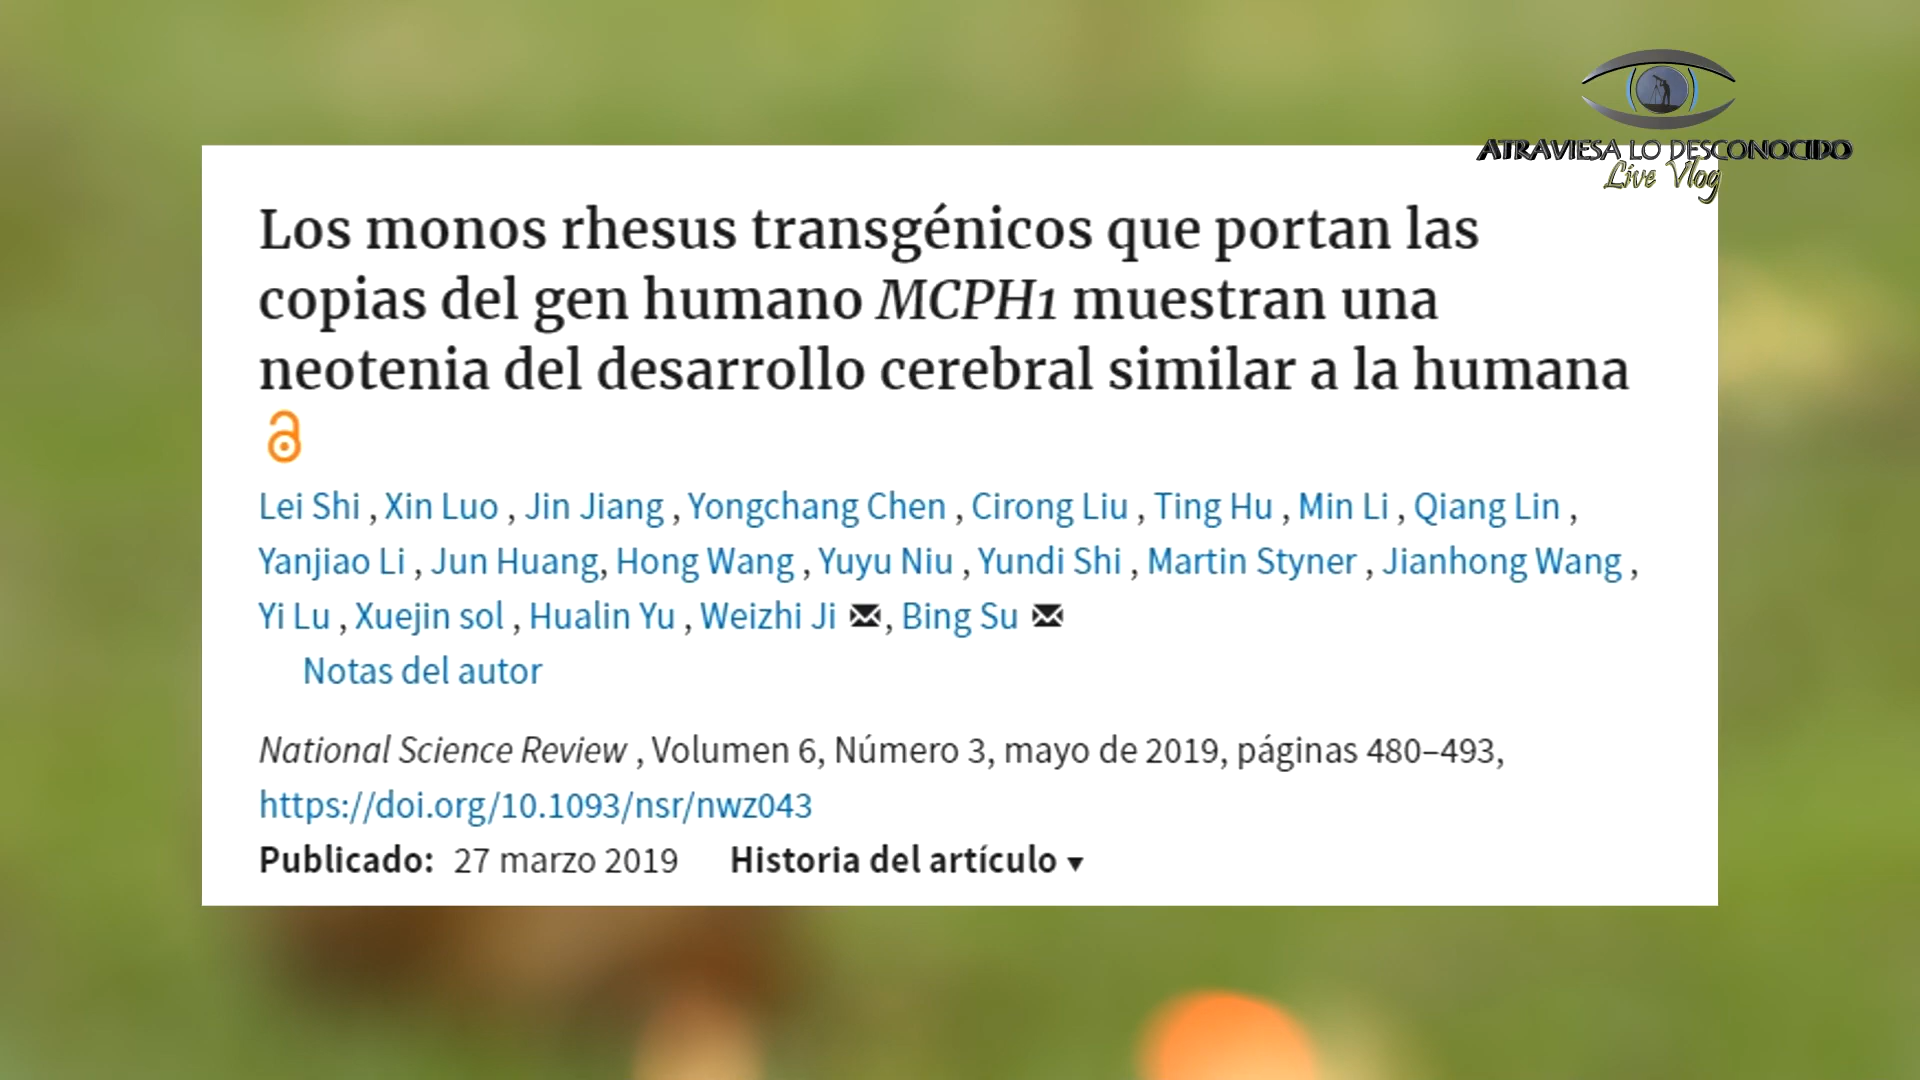 ATRAVIESA LO DESCONOCIDO
Live Vlog
Los monos rhesus transgénicos que portan las
copias del gen humano MCPH1 muestran una
neotenia del desarrollo cerebral similar a la humana
Lei Shi , Xin Luo , Jin Jiang , Yongchang Chen , Cirong Liu , Ting Hu , Min Li , Qiang Lin ,
Yanjiao Li , Jun Huang, Hong Wang , Yuyu Niu , Yundi Shi , Martin Styner , Jianhong Wang ,
Yi Lu , Xuejin sol , Hualin Yu , Weizhi Ji , Bing Su
Notas del autor
National Science Review , Volumen 6, Número 3, mayo de 2019, páginas 480–493,
https://doi.org/10.1093/nsr/nwz043
Publicado: 27 marzo 2019 Historia del artículo